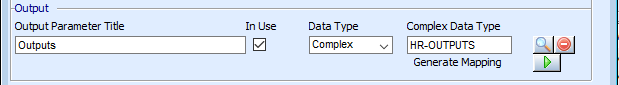 Output
Output Parameter Title In Use Data Type Complex Data Type
Outputs Complex HR-OUTPUTS
Generate Mapping